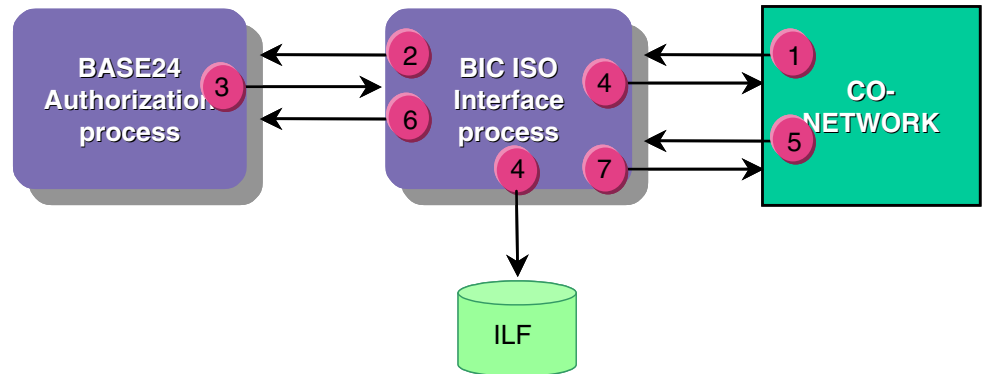 BASE24
Authorization
process
3
2
6
BIC ISO
Interface
process
4
4
7
1
5
CO-
NETWORK
ILF